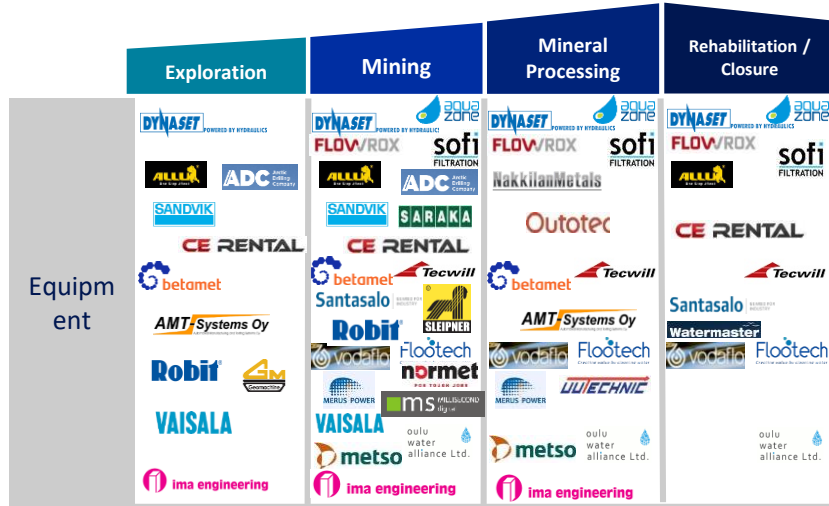 Exploration
Mining
Mineral
Processing
Rehabilitation /
Closure
Equipm
ent
DYNASET
POWERED BY HYDRAULICS
ALLU
ADC
Arctic
Drilling
Company
SANDVIK
CE RENTAL
betamet
AMT-Systems Oy
Robit
GM
Geomachine
VAISALA
ima engineering
aqua
zone
DYNASET
POWERED BY HYDRAULICS
FLOWROX
sofi
FILTRATION
ALLU
ADC
Arctic
Drilling
Company
SANDVIK
SARAKA
CE RENTAL
betamet
Tecwill
Santasalo
SLEIPNER
Robit
vodaflo
Flootech
normet
FOR TOUGH JOBS
MERUS POWER
ms
MILLISECOND
digital
VAISALA
oulu
water
alliance Ltd.
metso
ima engineering
aqua
zone
DYNASET
POWERED BY HYDRAULICS
FLOWROX
sofi
FILTRATION
NakkilanMetals
Outotec
betamet
Tecwill
AMT-Systems Oy
vodaflo
Flootech
MERUS POWER
UUTECHNIC
metso
oulu
water
alliance Ltd.
ima engineering
aqua
zone
DYNASET
POWERED BY HYDRAULICS
FLOWROX
sofi
FILTRATION
ALLU
CE RENTAL
Tecwill
Santasalo
Watermaster
vodaflo
Flootech
oulu
water
alliance Ltd.